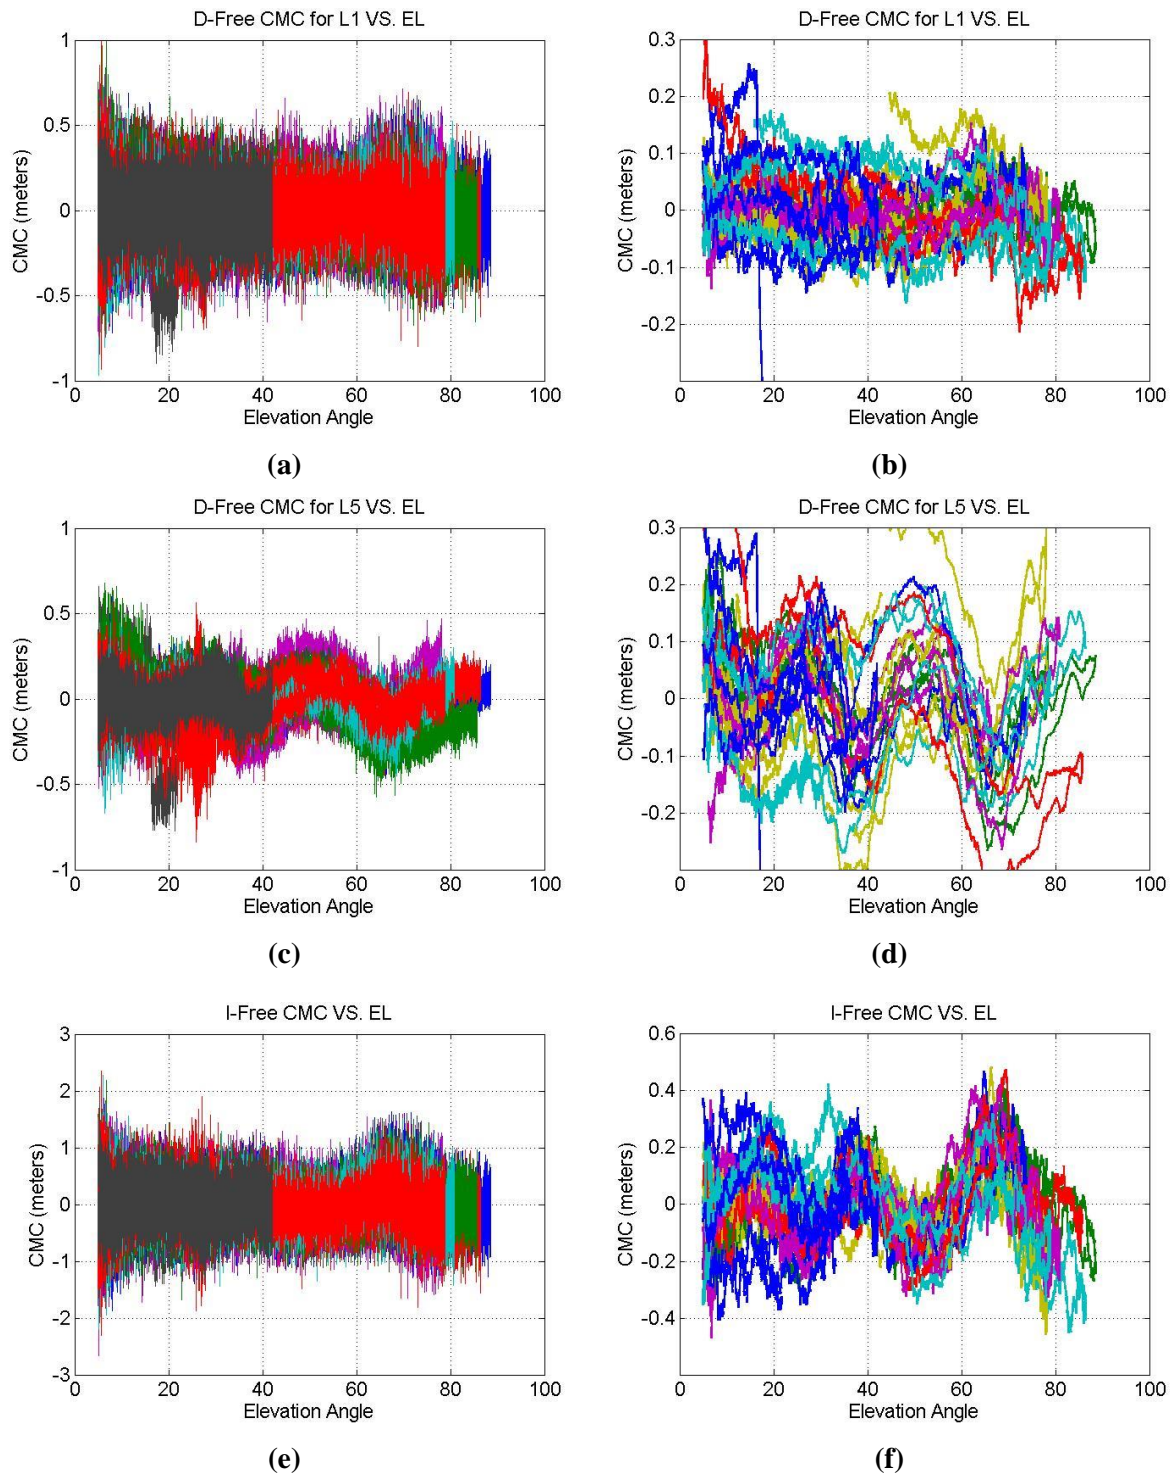 D-Free CMC for L1 VS. EL
1
0.5
0
-0.5
-1
CMC (meters)
0 20 40 60 80 100
Elevation Angle
(a)
D-Free CMC for L1 VS. EL
0.3
0.2
0.1
0
-0.1
-0.2
CMC (meters)
0 20 40 60 80 100
Elevation Angle
(b)
D-Free CMC for L5 VS. EL
1
0.5
0
-0.5
-1
CMC (meters)
0 20 40 60 80 100
Elevation Angle
(c)
D-Free CMC for L5 VS. EL
0.3
0.2
0.1
0
-0.1
-0.2
CMC (meters)
0 20 40 60 80 100
Elevation Angle
(d)
I-Free CMC VS. EL
3
2
1
0
-1
-2
-3
CMC (meters)
0 20 40 60 80 100
Elevation Angle
(e)
I-Free CMC VS. EL
0.6
0.4
0.2
0
-0.2
-0.4
CMC (meters)
0 20 40 60 80 100
Elevation Angle
(f)